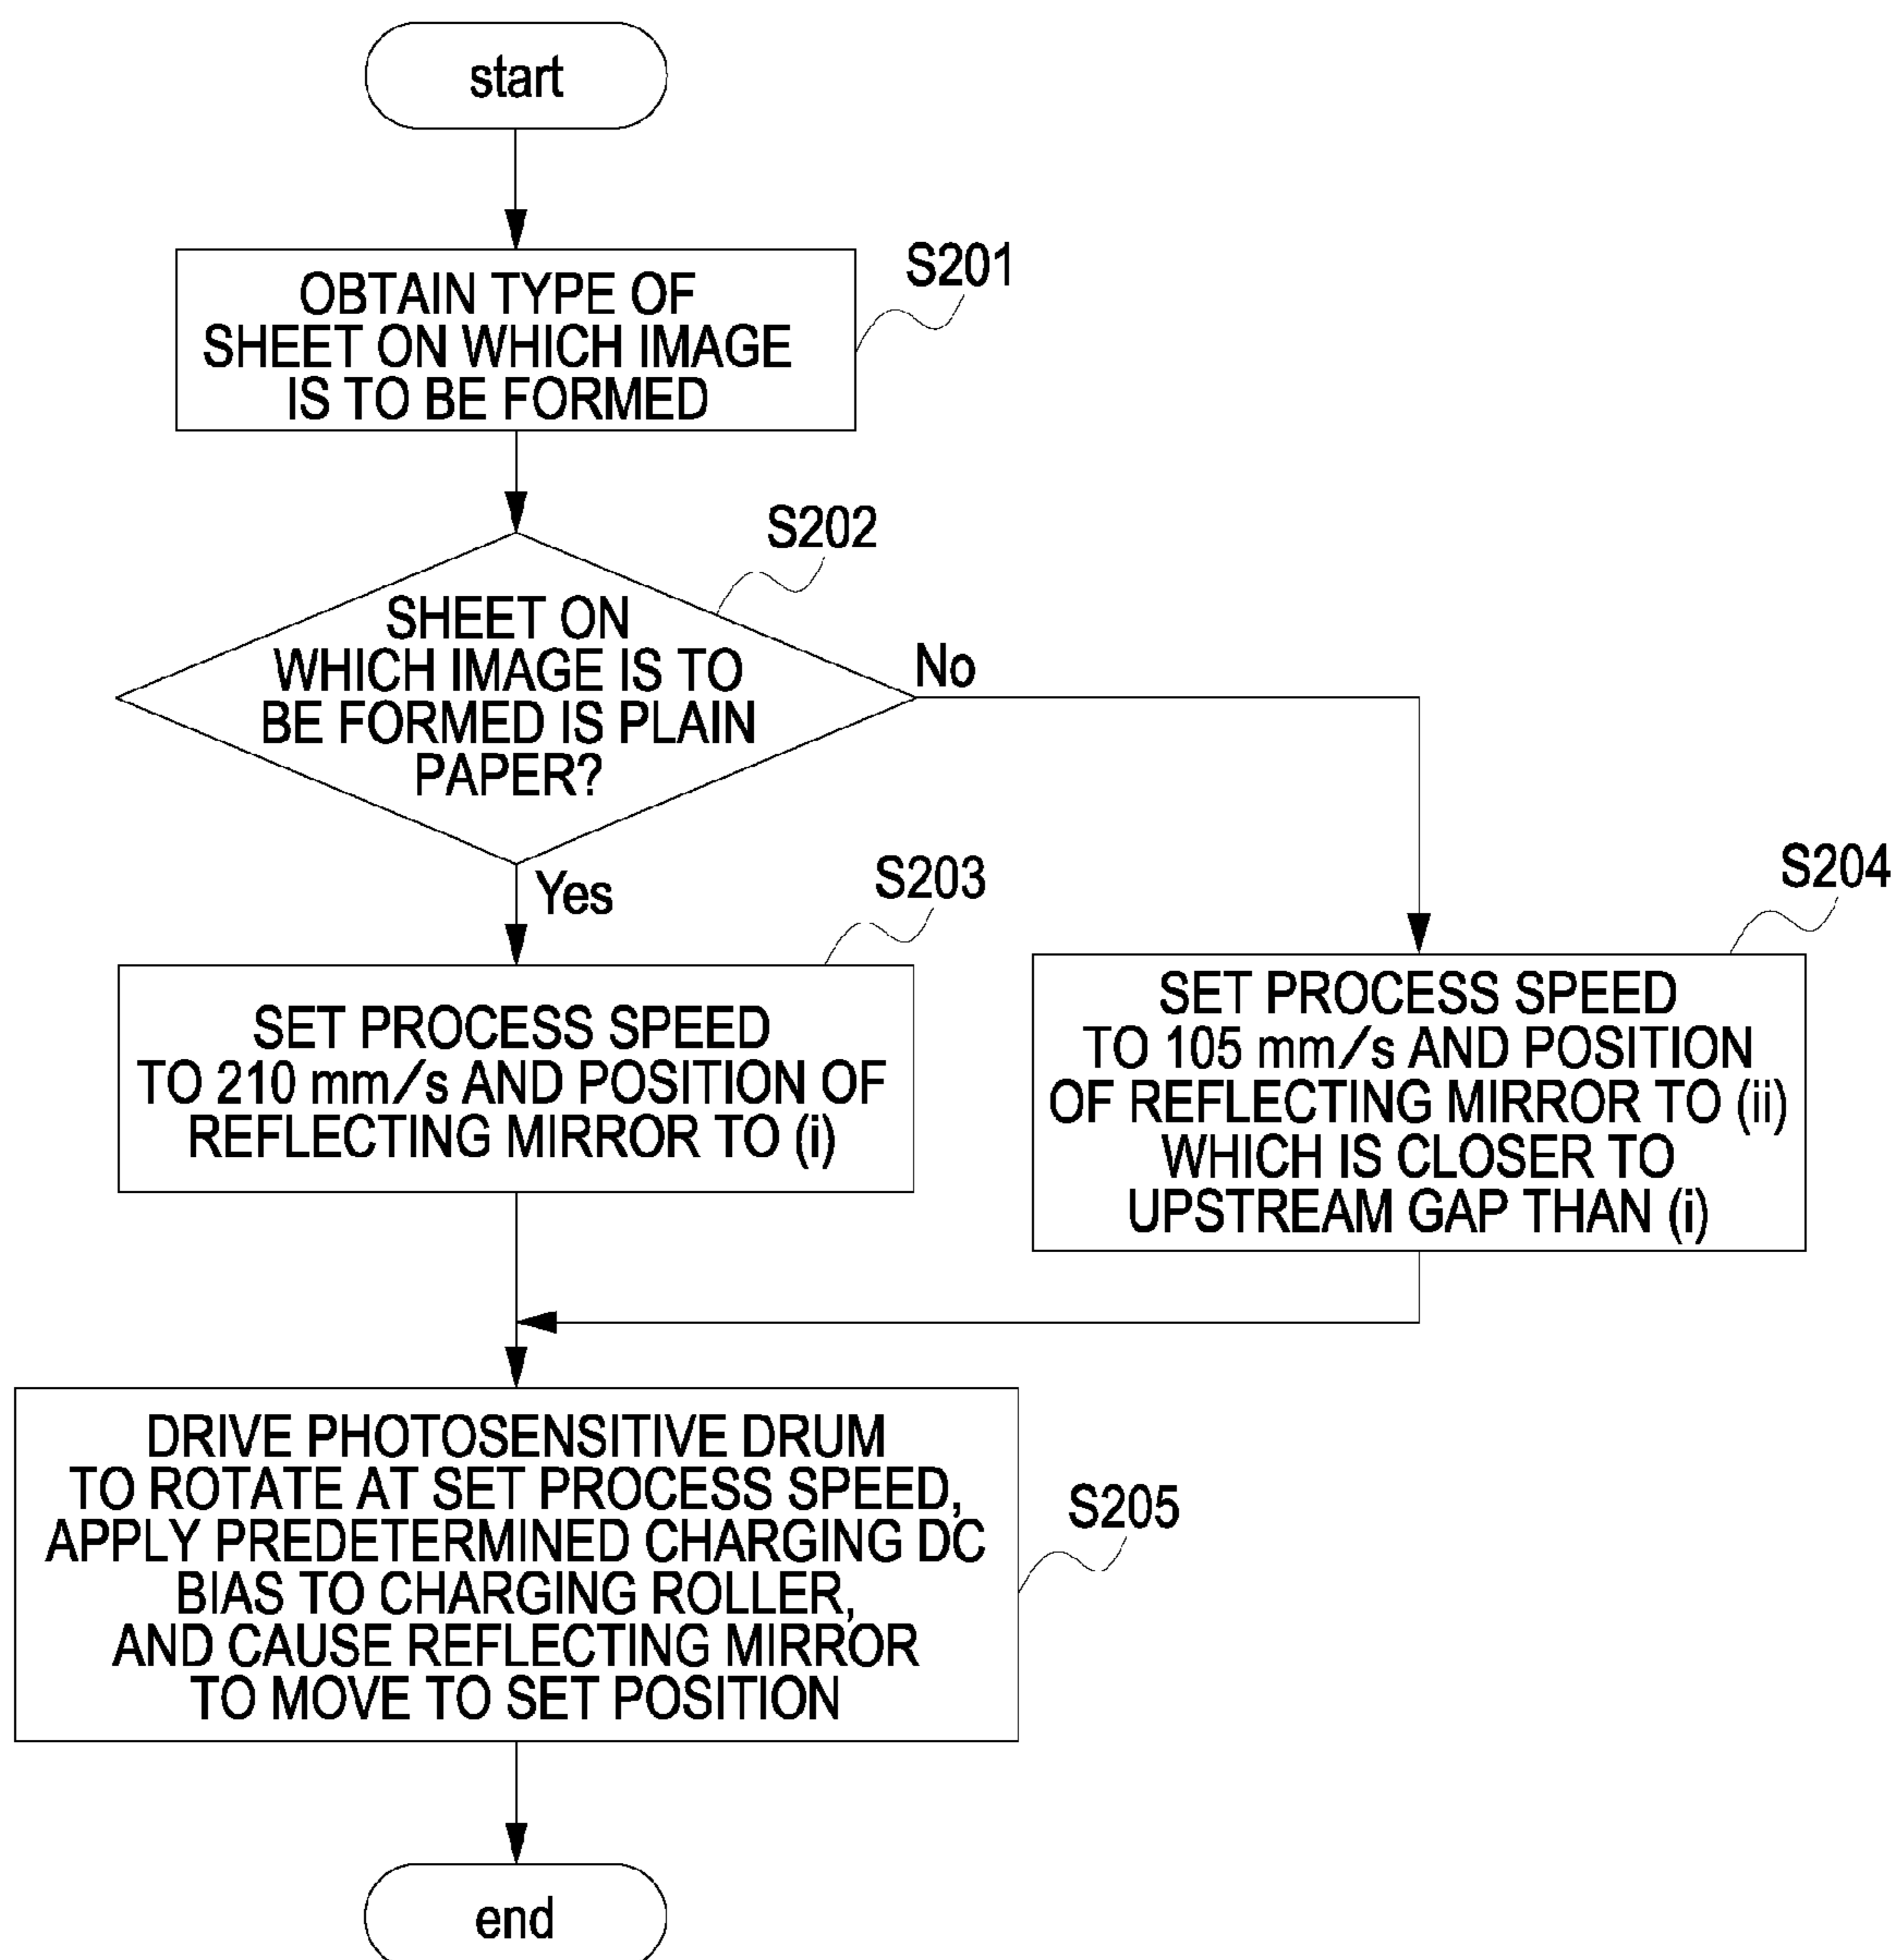 start
S201
OBTAIN TYPE OF
SHEET ON WHICH IMAGE
IS TO BE FORMED
S202
SHEET ON
WHICH IMAGE IS TO
BE FORMED IS PLAIN
PAPER?
No
Yes
S203
SET PROCESS SPEED
TO 210 mm/s AND POSITION OF
REFLECTING MIRROR TO (i)
S204
SET PROCESS SPEED
TO 105 mm/s AND POSITION
OF REFLECTING MIRROR TO (ii)
WHICH IS CLOSER TO
UPSTREAM GAP THAN (i)
DRIVE PHOTOSENSITIVE DRUM
TO ROTATE AT SET PROCESS SPEED,
APPLY PREDETERMINED CHARGING DC
BIAS TO CHARGING ROLLER,
AND CAUSE REFLECTING MIRROR
TO MOVE TO SET POSITION
S205
end